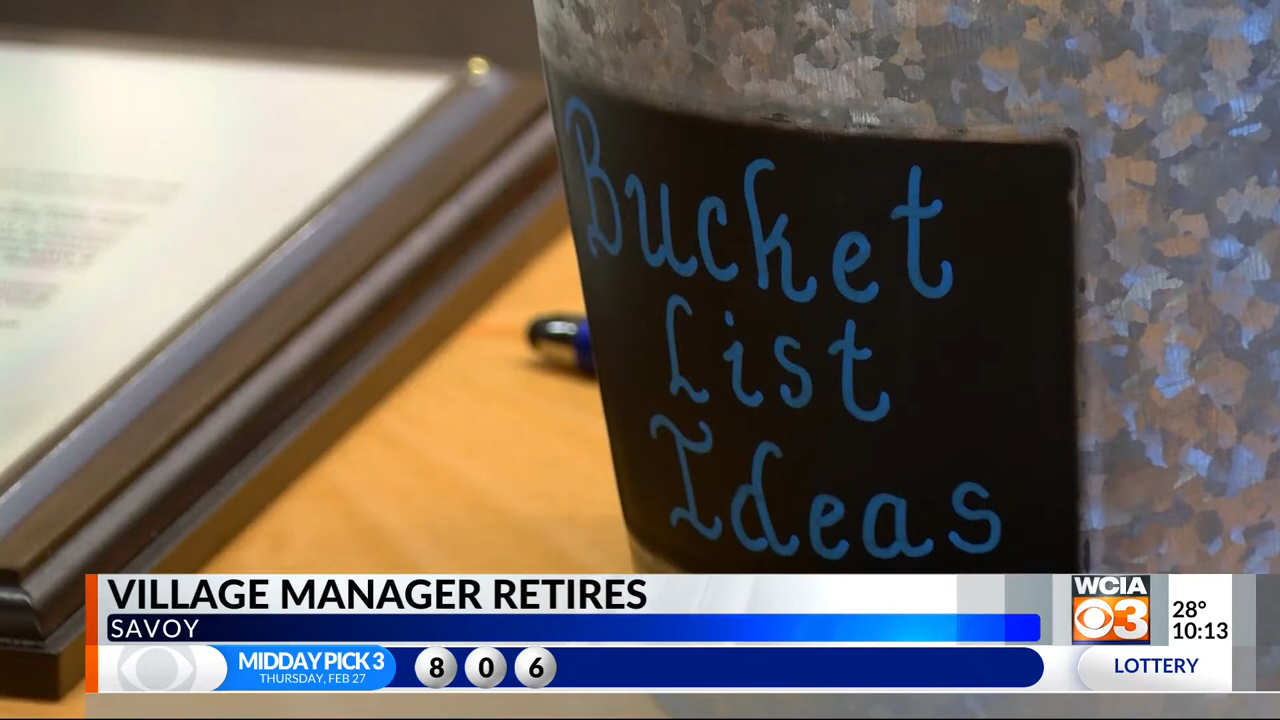 Bucket
List
Ideas
VILLAGE MANAGER RETIRES
SAVOY
WCIA
3
28°
10:13
MIDDAY PICK 3
THURSDAY, FEB 27
8 0 6
LOTTERY